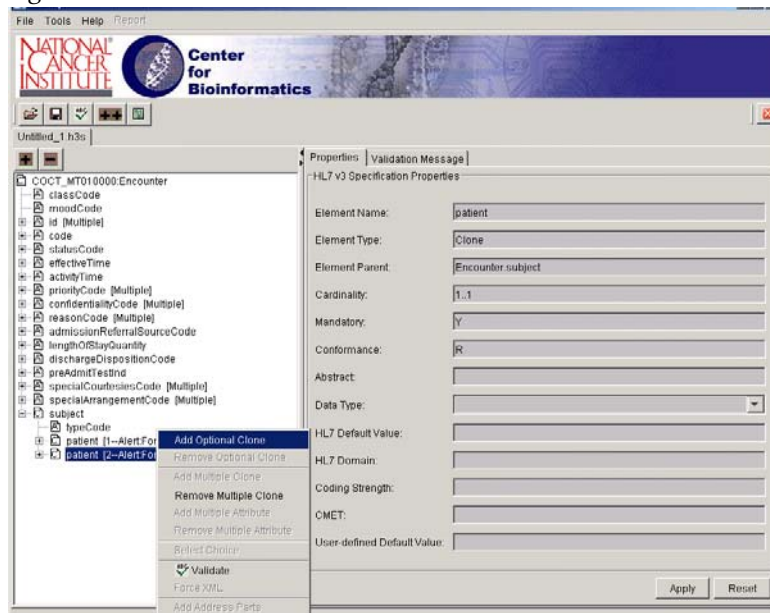 File Tools Help Report
NATIONAL
CANCER
INSTITUTE
Center
for
Bioinformatics
Untitled_1.h3s
COCT_MT010000:Encounter
classCode
moodCode
id [Multiple]
code
statusCode
effectiveTime
activityTime
priorityCode [Multiple]
confidentialityCode [Multiple]
reasonCode [Multiple]
admissionReferralSourceCode
lengthOfStayQuantity
dischargeDispositionCode
preAdmitTestInd
specialCourtesiesCode [Multiple]
specialArrangementCode [Multiple]
subject
typeCode
patient [1--Alert:For
patient [2--Alert:For
Add Optional Clone
Remove Optional Clone
Add Multiple Clone
Remove Multiple Clone
Add Multiple Attribute
Remove Multiple Attribute
Select Choice
Validate
Force XML
Add Address Parts
Properties Validation Message
HL7 v3 Specification Properties
Element Name: patient
Element Type: Clone
Element Parent: Encounter.subject
Cardinality: 1..1
Mandatory: Y
Conformance: R
Abstract:
Data Type:
HL7 Default Value:
HL7 Domain:
Coding Strength:
CMET:
User-defined Default Value:
Apply Reset